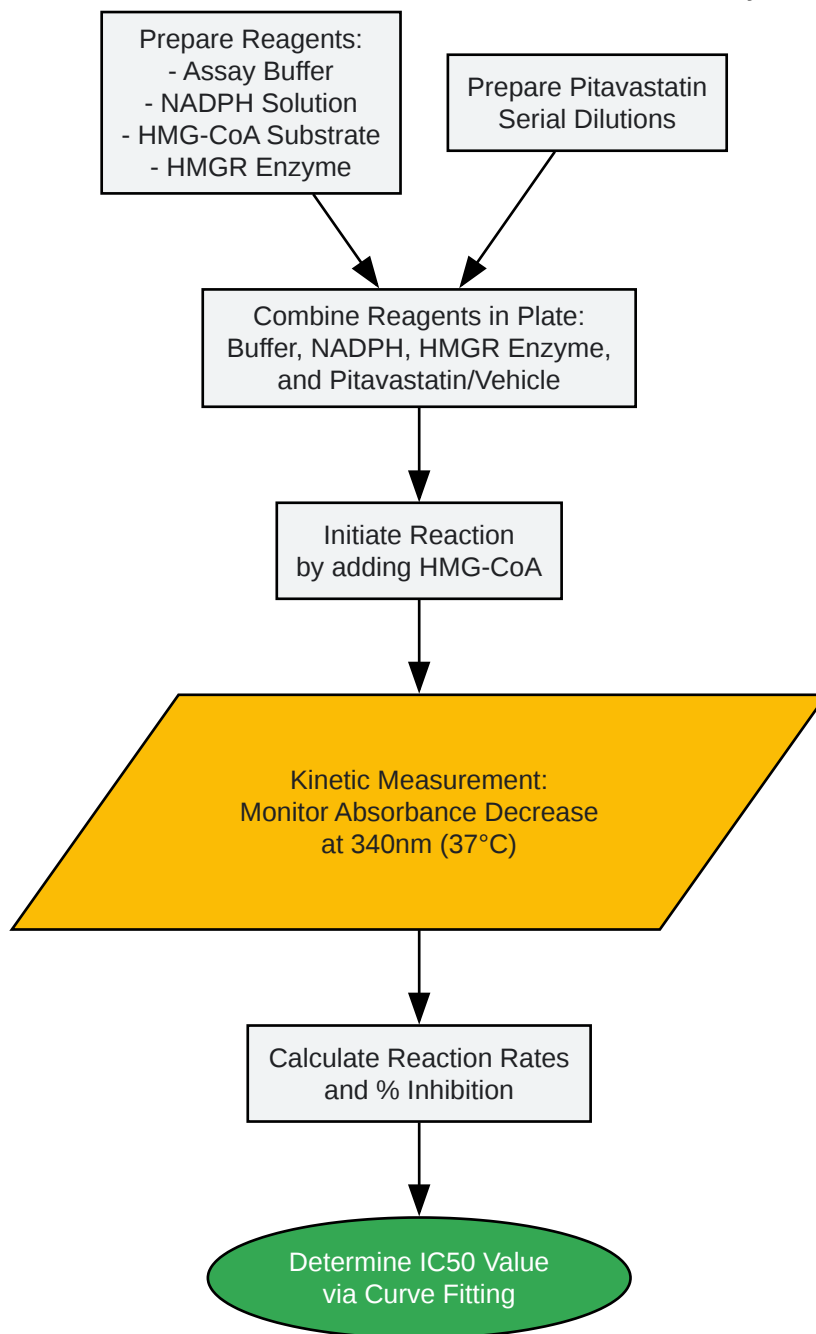 Prepare Reagents:
- Assay Buffer
- NADPH Solution
- HMG-CoA Substrate
- HMGR Enzyme
Prepare Pitavastatin
Serial Dilutions
Combine Reagents in Plate:
Buffer, NADPH, HMGR Enzyme,
and Pitavastatin/Vehicle
Initiate Reaction
by adding HMG-CoA
Kinetic Measurement:
Monitor Absorbance Decrease
at 340nm (37°C)
Calculate Reaction Rates
and % Inhibition
Determine IC50 Value
via Curve Fitting